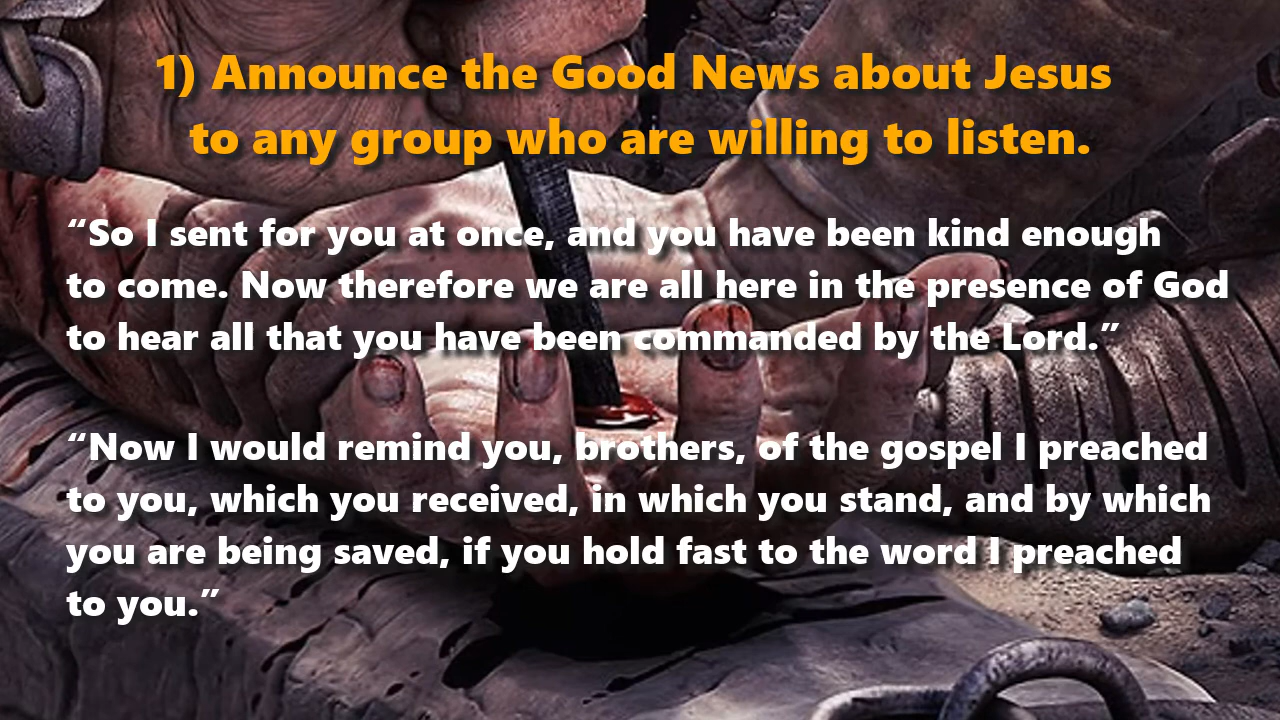 1) Announce the Good News about Jesus
to any group who are willing to listen.
“So I sent for you at once, and you have been kind enough
to come. Now therefore we are all here in the presence of God
to hear all that you have been commanded by the Lord.”
“Now I would remind you, brothers, of the gospel I preached
to you, which you received, in which you stand, and by which
you are being saved, if you hold fast to the word I preached
to you.”